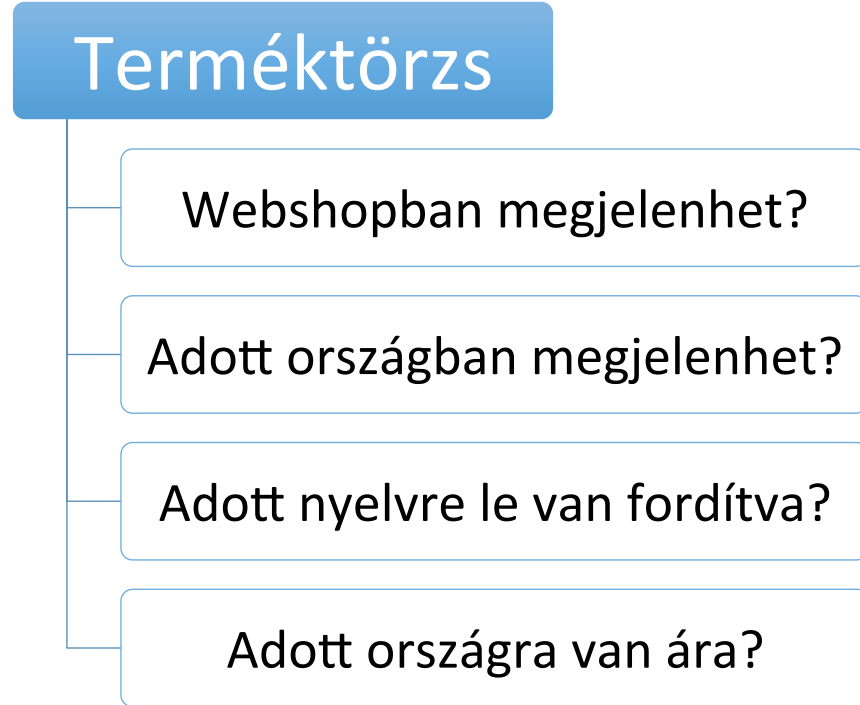 Terméktörzs
Webshopban megjelenhet?
Adott országban megjelenhet?
Adott nyelvre le van fordítva?
Adott országra van ára?